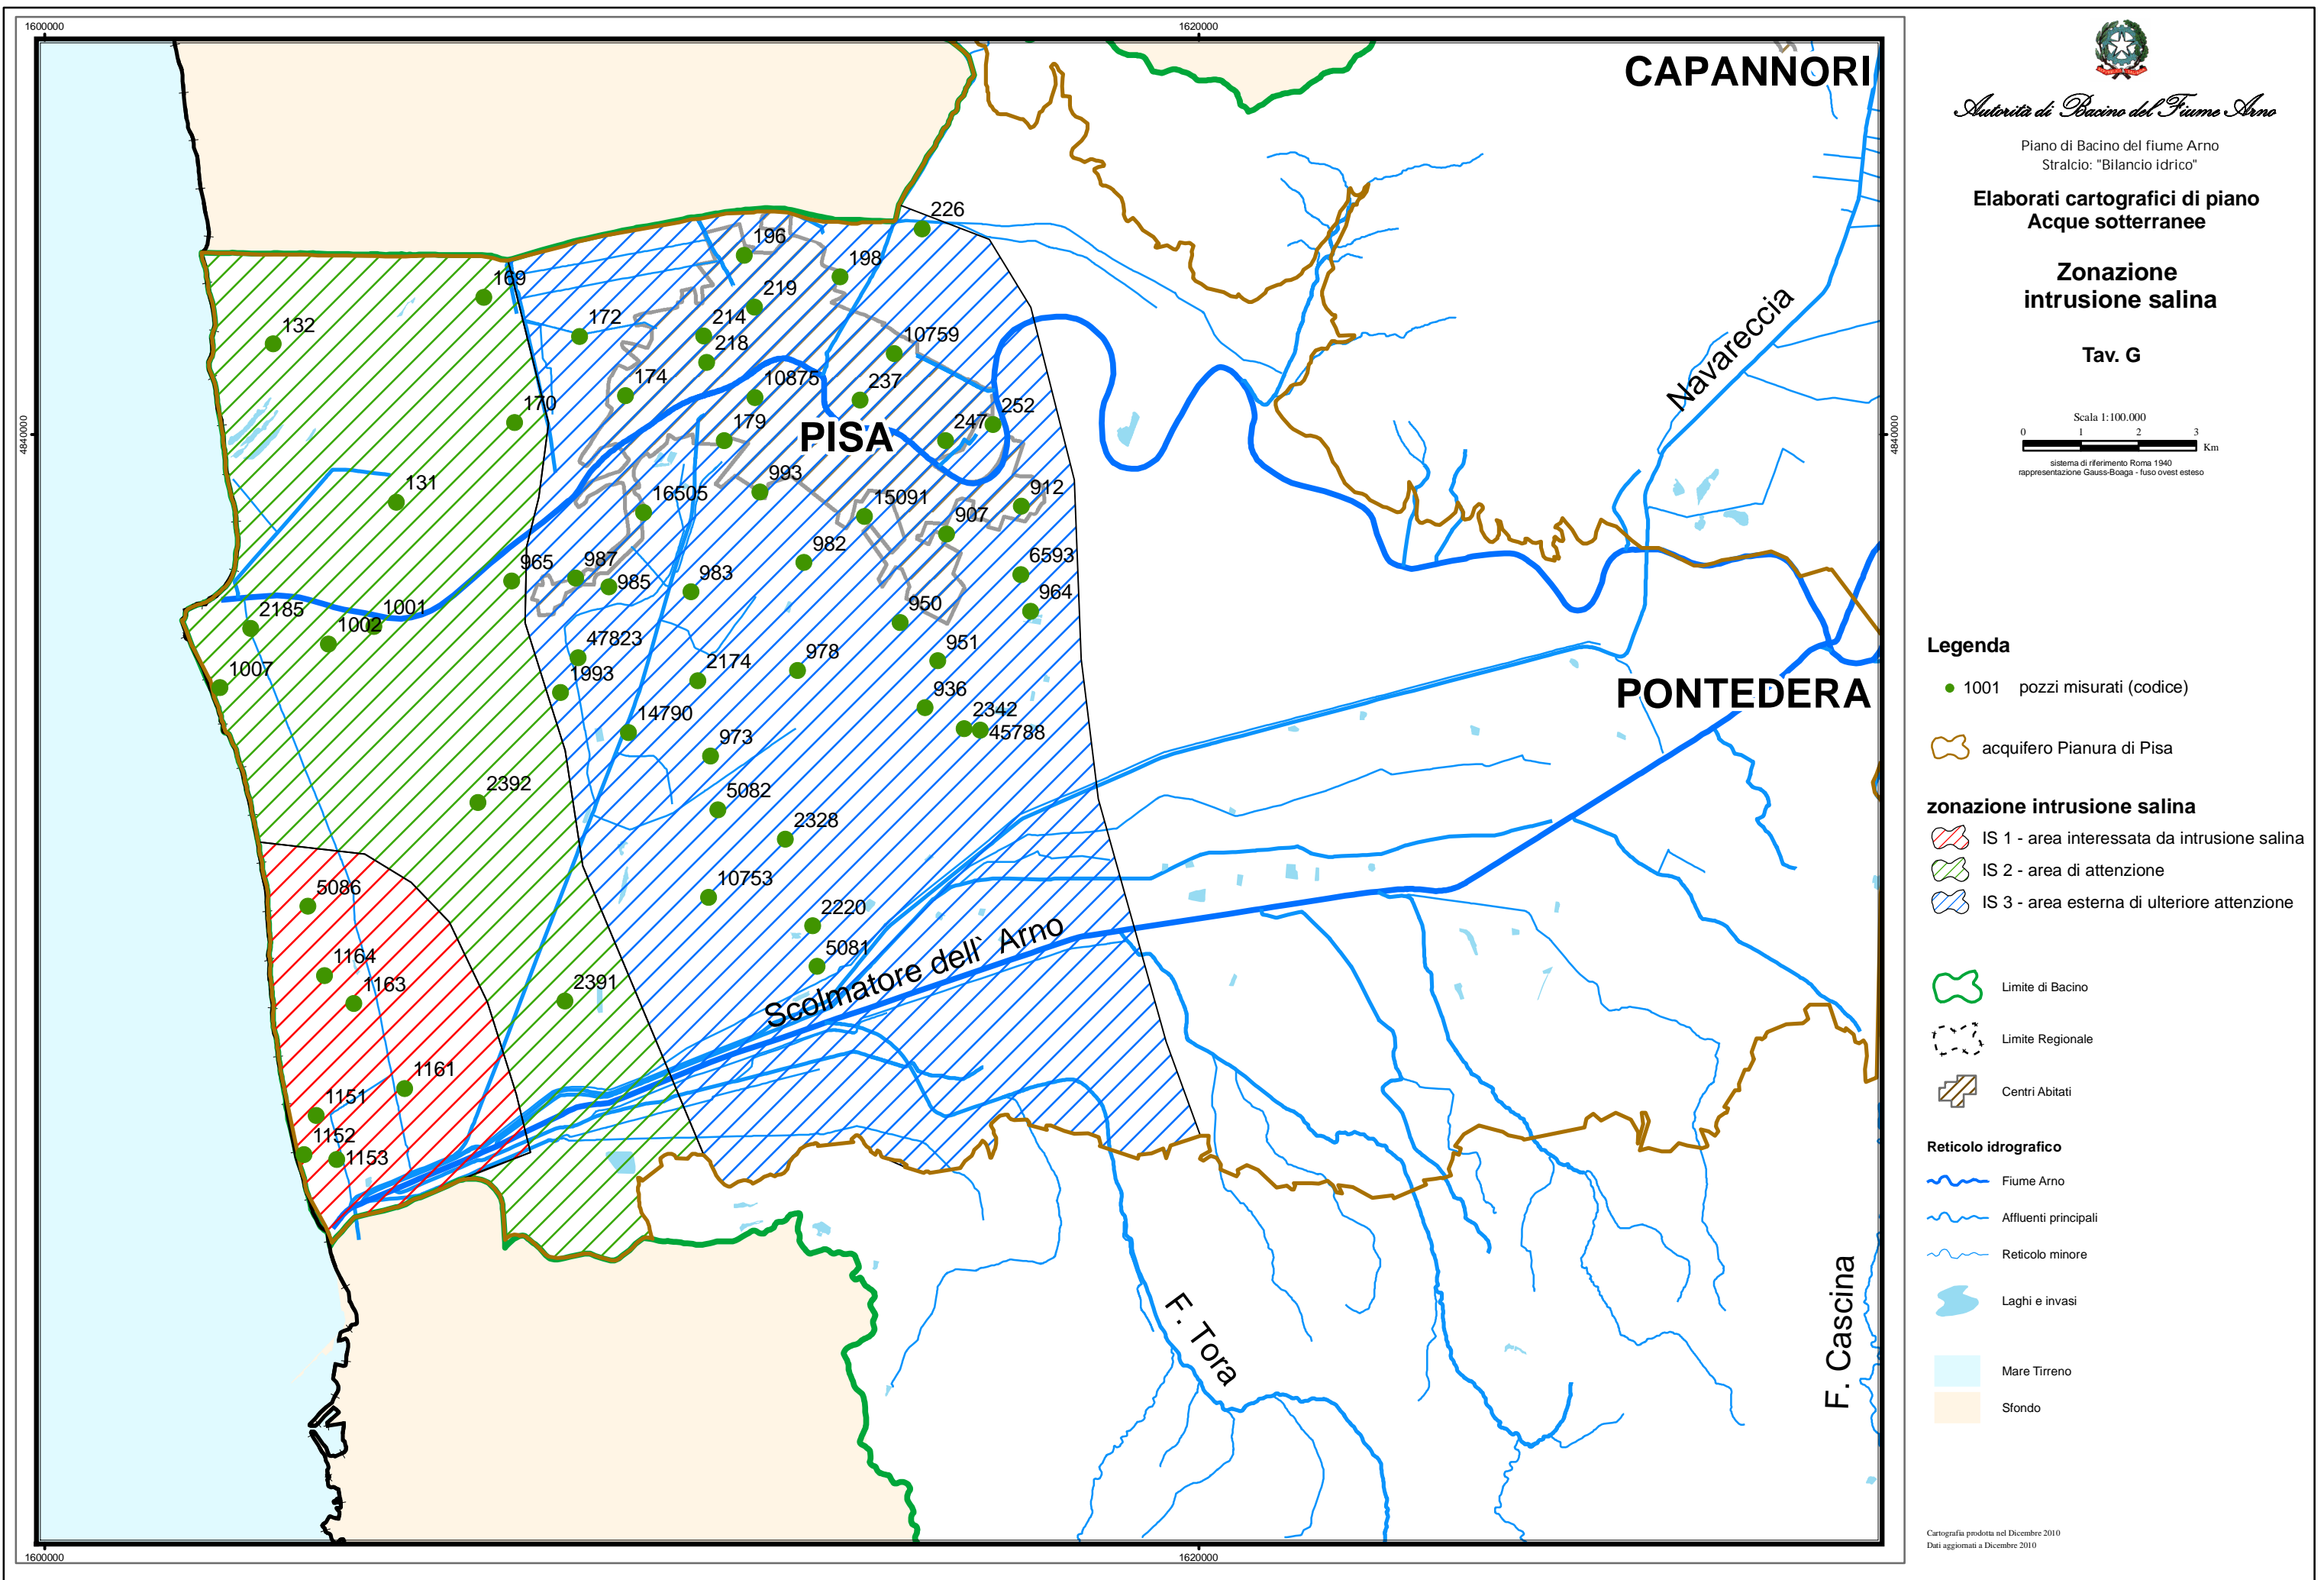 1600000
1620000
CAPANNORI
226
196
198
169
219
172
214
132
218
10759
Navareccia
174
10875
237
170
252
247
179
PISA
4840000
4840000
993
131
16505
15091
912
907
982
965
987
985
983
6593
964
2185
1001
1002
950
47823
951
978
1007
1993
2174
936
PONTEDERA
14790
2342
45788
973
2392
5082
2328
5086
10753
2220
Scolmatore dell` Arno
5081
1164
2391
1163
1161
1151
1152
1153
F. Tora
F. Cascina
1600000
1620000
Autorità di Bacino del Fiume Arno
Piano di Bacino del fiume Arno
Stralcio: "Bilancio idrico"
Elaborati cartografici di piano
Acque sotterranee
Zonazione
intrusione salina
Tav. G
Scala 1:100.000
0 1 2 3
Km
sistema di riferimento Roma 1940
rappresentazione Gauss-Boaga - fuso ovest esteso
Legenda
1001 pozzi misurati (codice)
acquifero Pianura di Pisa
zonazione intrusione salina
IS 1 - area interessata da intrusione salina
IS 2 - area di attenzione
IS 3 - area esterna di ulteriore attenzione
Limite di Bacino
Limite Regionale
Centri Abitati
Reticolo idrografico
Fiume Arno
Affluenti principali
Reticolo minore
Laghi e invasi
Mare Tirreno
Sfondo
Cartografia prodotta nel Dicembre 2010
Dati aggiornati a Dicembre 2010